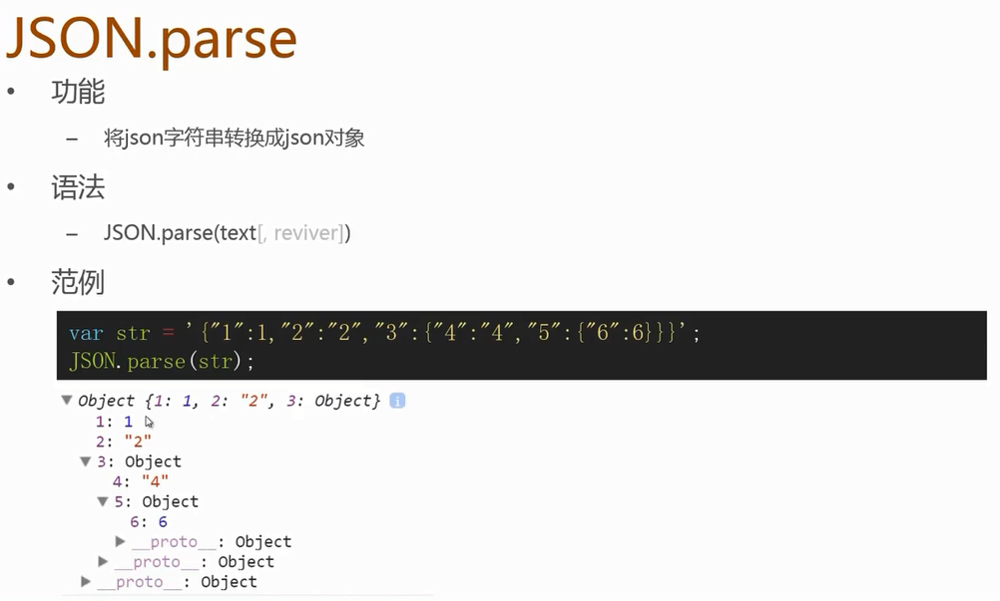 JSON.parse
• 功能
– 将json字符串转换成json对象
• 语法
– JSON.parse(text[, reviver])
• 范例
var str = '{"1":1,"2":"2","3":{"4":"4","5":{"6":6}}}';
JSON.parse(str);
▼ Object {1: 1, 2: "2", 3: Object} i
1: 1
2: "2"
▼ 3: Object
4: "4"
▼ 5: Object
6: 6
▶ __proto__: Object
▶ __proto__: Object
▶ __proto__: Object